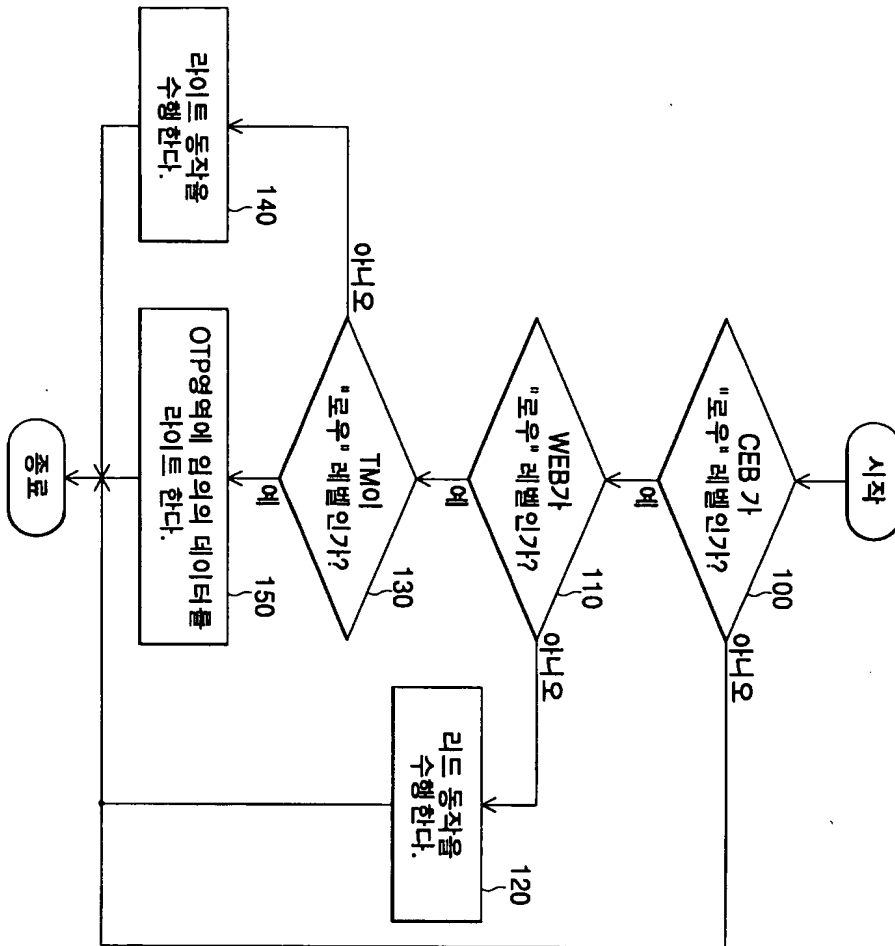 시작
CEB 가
"로우" 레벨인가?
100
아니오
예
WEB가
"로우" 레벨인가?
110
아니오
예
리드 동작을
수행한다.
120
TM이
"로우" 레벨인가?
130
아니오
예
라이트 동작을
수행한다.
140
OTP영역에 임의의 데이터를
라이트 한다.
150
종료